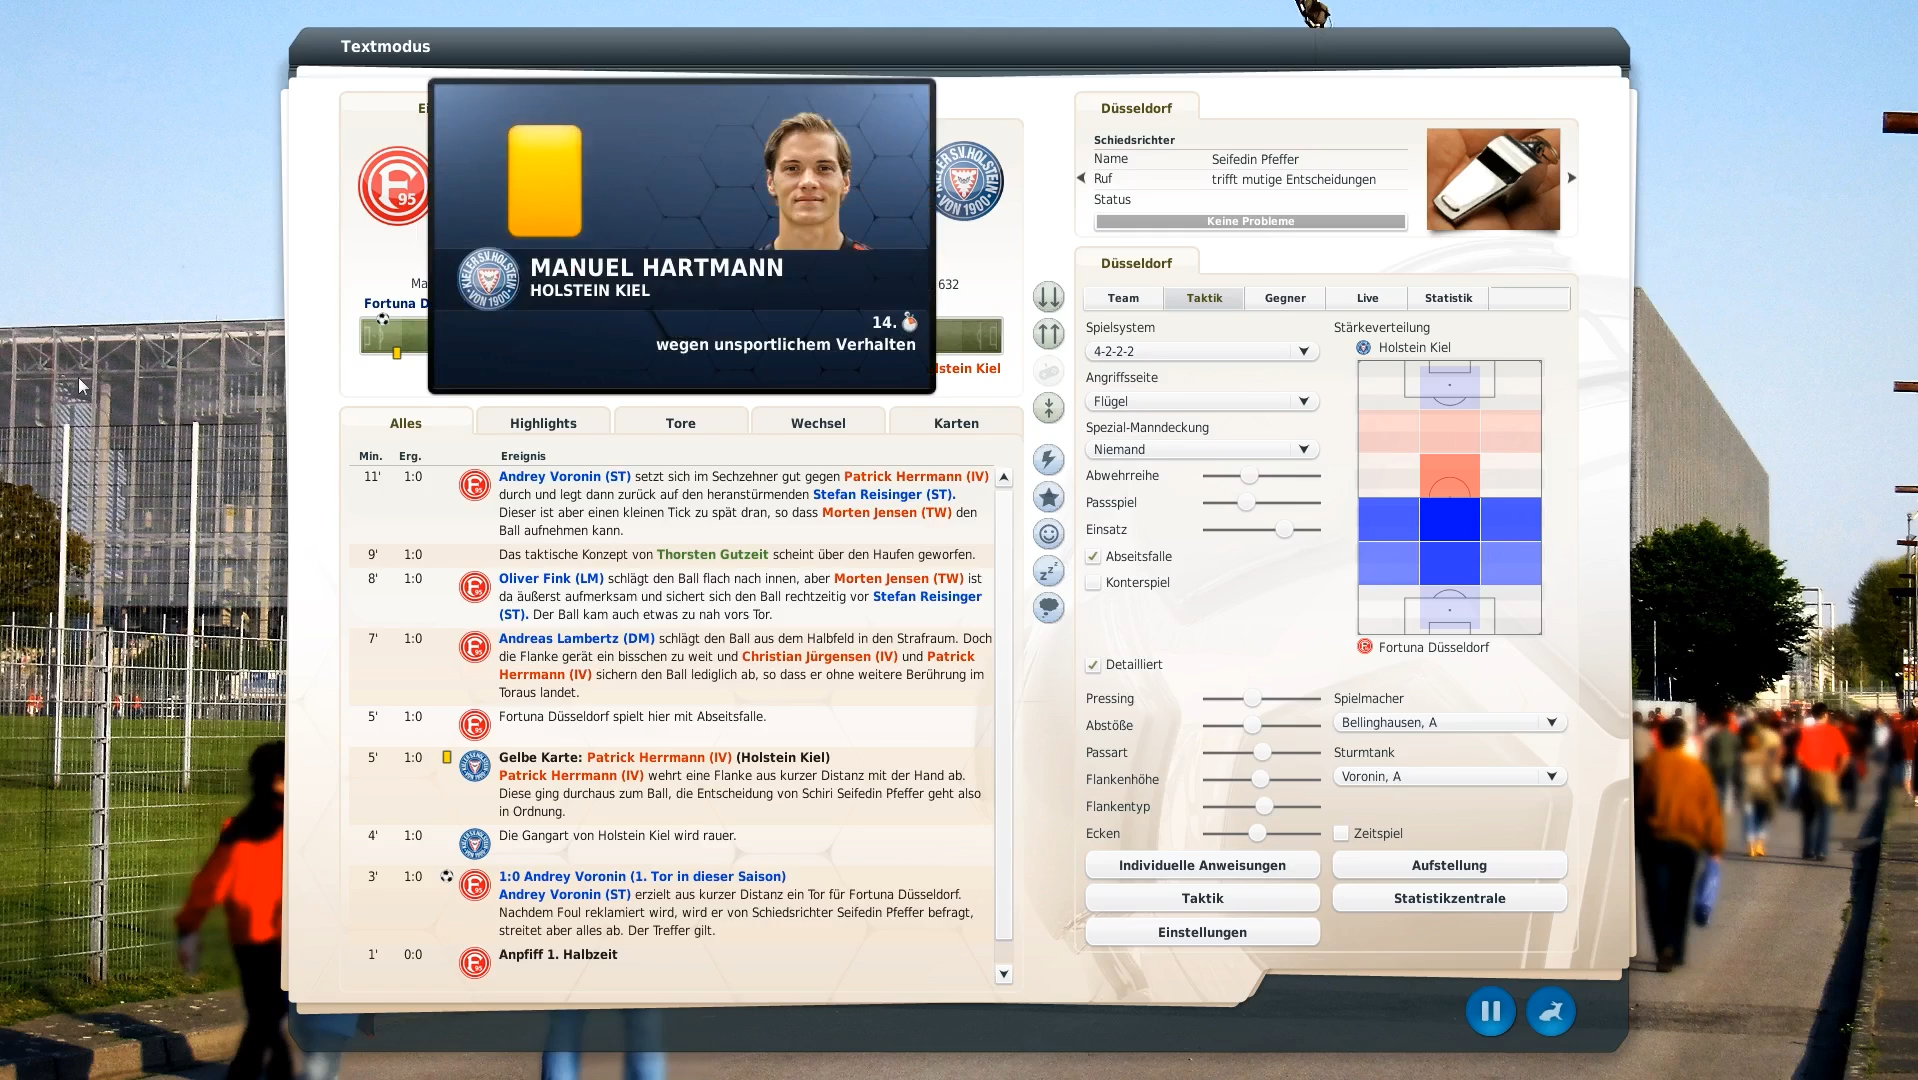 Textmodus
Ei
MANUEL HARTMANN
HOLSTEIN KIEL
14.
wegen unsportlichem Verhalten
F
95
KIELER S.V. HOLSTEIN
VON 1900
Ma
632
Fortuna D
lstein Kiel
Alles
Highlights
Tore
Wechsel
Karten
Min.
Erg.
Ereignis
11'
1:0
Andrey Voronin (ST) setzt sich im Sechzehner gut gegen Patrick Herrmann (IV)
durch und legt dann zurück auf den heranstürmenden Stefan Reisinger (ST).
Dieser ist aber einen kleinen Tick zu spät dran, so dass Morten Jensen (TW) den
Ball aufnehmen kann.
9'
1:0
Das taktische Konzept von Thorsten Gutzeit scheint über den Haufen geworfen.
8'
1:0
Oliver Fink (LM) schlägt den Ball flach nach innen, aber Morten Jensen (TW) ist
da äußerst aufmerksam und sichert sich den Ball rechtzeitig vor Stefan Reisinger
(ST). Der Ball kam auch etwas zu nah vors Tor.
7'
1:0
Andreas Lambertz (DM) schlägt den Ball aus dem Halbfeld in den Strafraum. Doch
die Flanke gerät ein bisschen zu weit und Christian Jürgensen (IV) und Patrick
Herrmann (IV) sichern den Ball lediglich ab, so dass er ohne weitere Berührung im
Toraus landet.
5'
1:0
Fortuna Düsseldorf spielt hier mit Abseitsfalle.
5'
1:0
Gelbe Karte: Patrick Herrmann (IV) (Holstein Kiel)
Patrick Herrmann (IV) wehrt eine Flanke aus kurzer Distanz mit der Hand ab.
Diese ging durchaus zum Ball, die Entscheidung von Schiri Seifedin Pfeffer geht also
in Ordnung.
4'
1:0
Die Gangart von Holstein Kiel wird rauer.
3'
1:0
1:0 Andrey Voronin (1. Tor in dieser Saison)
Andrey Voronin (ST) erzielt aus kurzer Distanz ein Tor für Fortuna Düsseldorf.
Nachdem Foul reklamiert wird, wird er von Schiedsrichter Seifedin Pfeffer befragt,
streitet aber alles ab. Der Treffer gilt.
1'
0:0
Anpfiff 1. Halbzeit
Düsseldorf
Schiedsrichter
Name
Seifedin Pfeffer
Ruf
trifft mutige Entscheidungen
Status
Keine Probleme
Düsseldorf
Team
Taktik
Gegner
Live
Statistik
Spielsystem
4-2-2-2
Angriffsseite
Flügel
Spezial-Manndeckung
Niemand
Abwehrreihe
Passspiel
Einsatz
Abseitsfalle
Konterspiel
Detailliert
Stärkeverteilung
Holstein Kiel
Fortuna Düsseldorf
Pressing
Abstöße
Passart
Flankenhöhe
Flankentyp
Ecken
Spielmacher
Bellinghausen, A
Sturmtank
Voronin, A
Zeitspiel
Individuelle Anweisungen
Aufstellung
Taktik
Statistikzentrale
Einstellungen